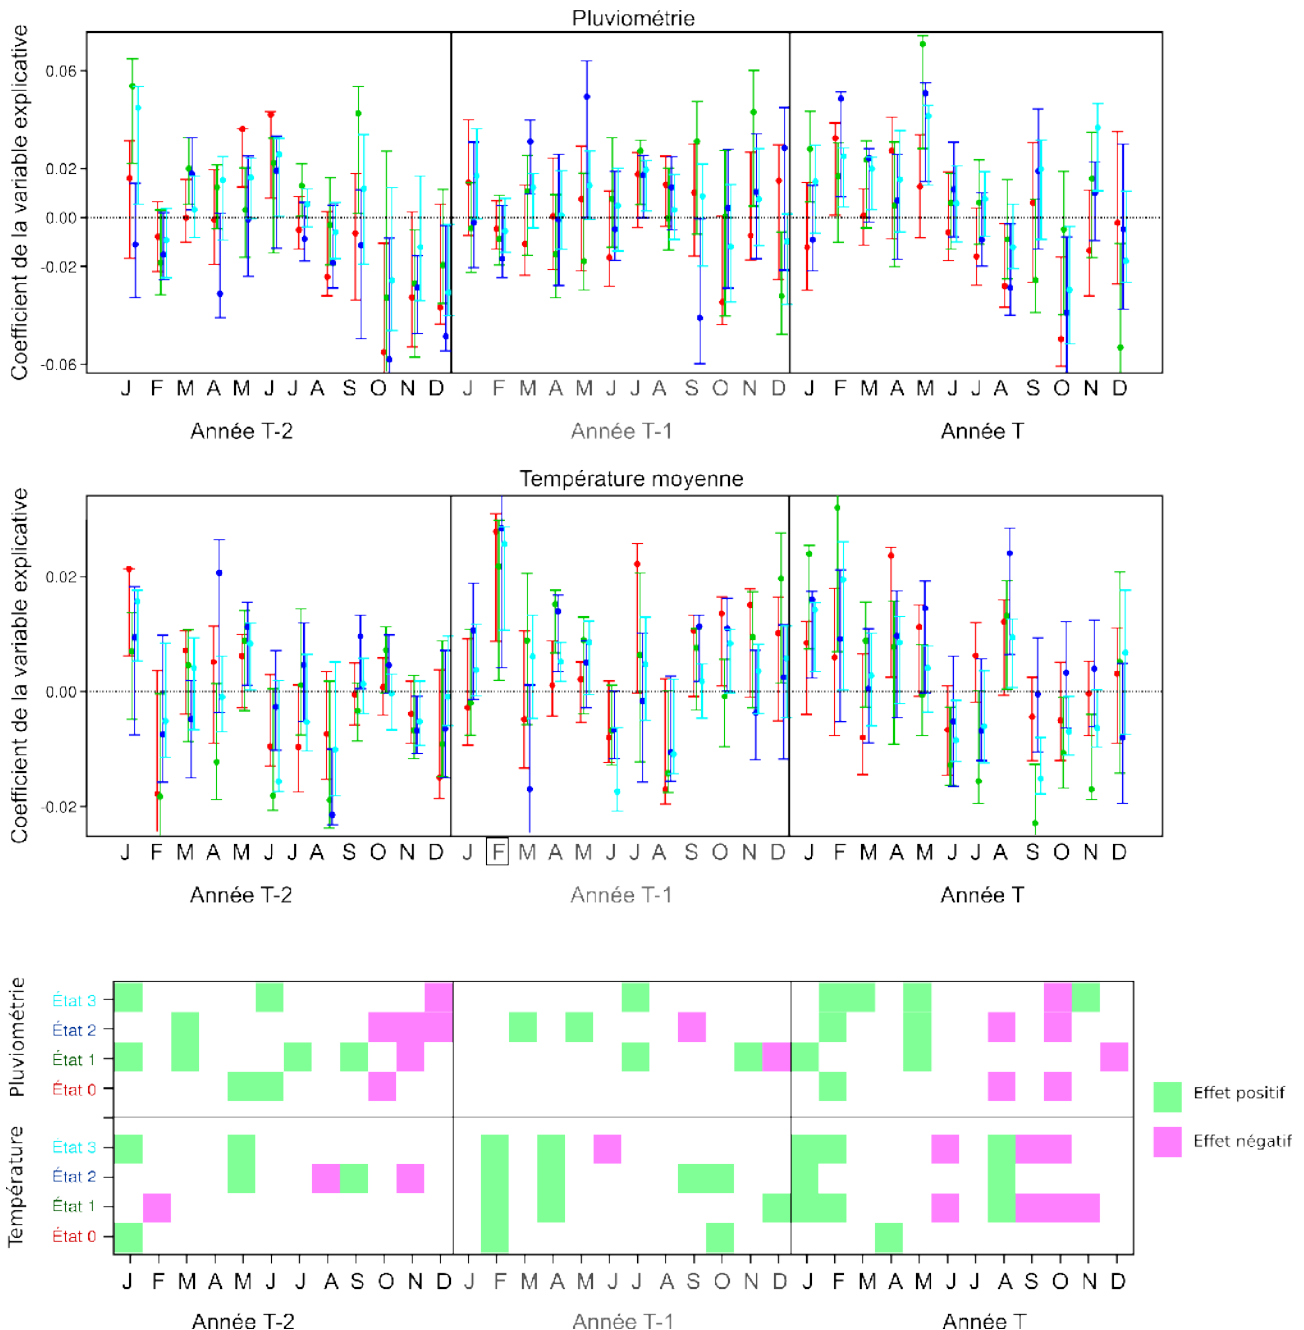 Pluviométrie
Coefficient de la variable explicative
0.06
0.02
0.00
-0.02
-0.06
J F M A M J J A S O N D J F M A M J J A S O N D J F M A M J J A S O N D
Année T-2 Année T-1 Année T
Température moyenne
Coefficient de la variable explicative
0.02
0.00
-0.02
J F M A M J J A S O N D J F M A M J J A S O N D J F M A M J J A S O N D
Année T-2 Année T-1 Année T
Pluviométrie
État 3
État 2
État 1
État 0
Température
État 3
État 2
État 1
État 0
Effet positif
Effet négatif
J F M A M J J A S O N D J F M A M J J A S O N D J F M A M J J A S O N D
Année T-2 Année T-1 Année T